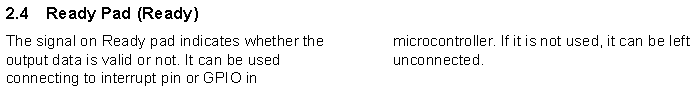 2.4 Ready Pad (Ready)
The signal on Ready pad indicates whether the
output data is valid or not. It can be used
connecting to interrupt pin or GPIO in
microcontroller. If it is not used, it can be left
unconnected.